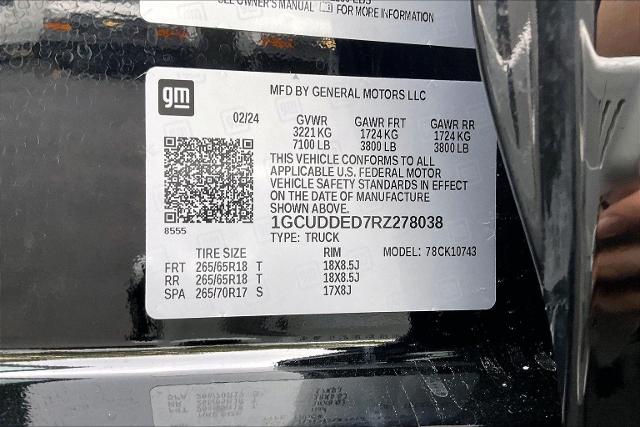 SEE OWNER'S MANUAL FOR MORE INFORMATION
gm
MFD BY GENERAL MOTORS LLC
02/24 GVWR GAWR FRT GAWR RR
3221 KG 1724 KG 1724 KG
7100 LB 3800 LB 3800 LB
THIS VEHICLE CONFORMS TO ALL
APPLICABLE U.S. FEDERAL MOTOR
VEHICLE SAFETY STANDARDS IN EFFECT
ON THE DATE OF MANUFACTURE
SHOWN ABOVE.
8555
1GCUDDED7RZ278038
TYPE: TRUCK
TIRE SIZE RIM MODEL: 78CK10743
FRT 265/65R18 T 18X8.5J
RR 265/65R18 T 18X8.5J
SPA 265/70R17 S 17X8J